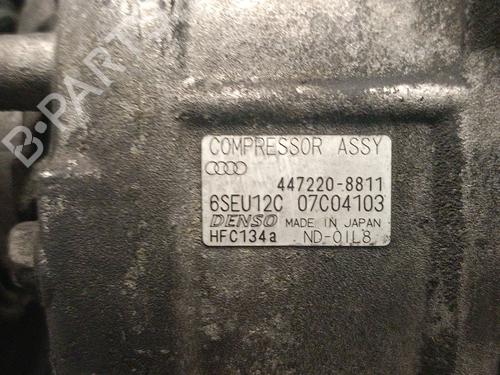 B-PARTS
COMPRESSOR ASSY
447220-8811
6SEU12C 07C04103
DENSO MADE IN JAPAN
HFC134a ND-OIL8